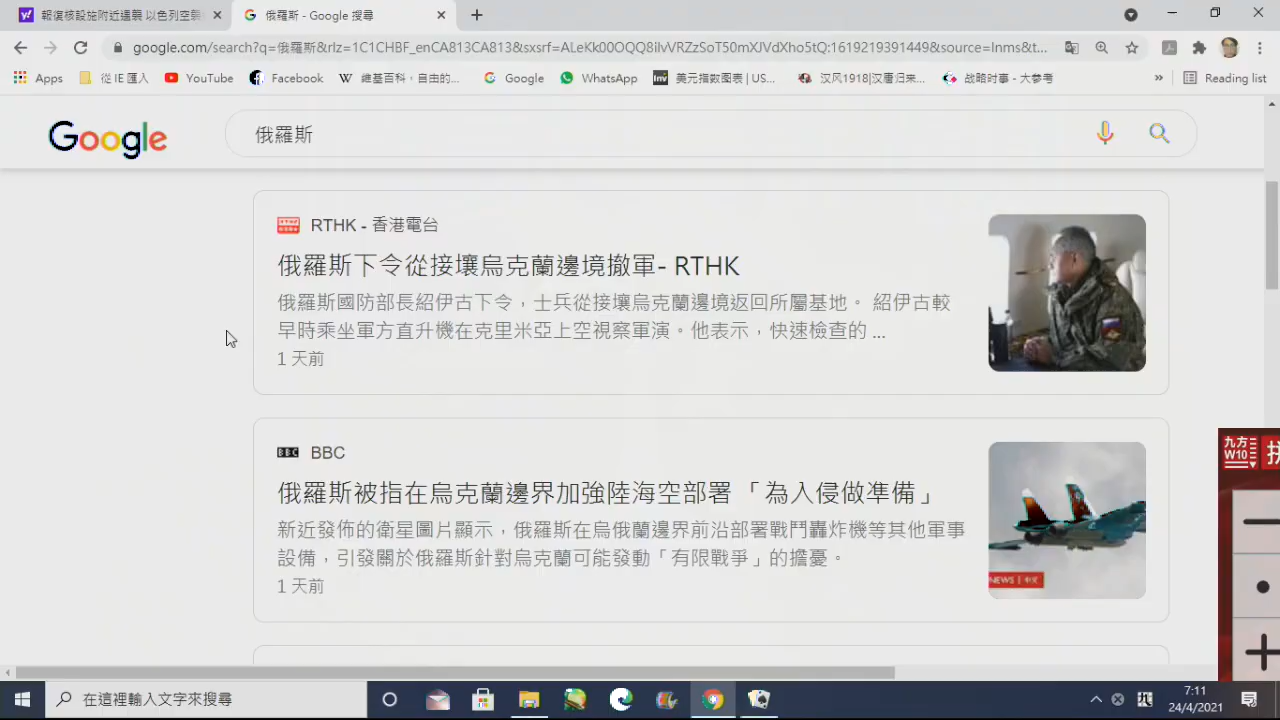 報復核設施附近遇襲 以色列空襲
俄羅斯 - Google 搜尋
google.com/search?q=俄羅斯&rlz=1C1CHBF_enCA813CA813&sxsrf=ALeKk00OQQ8ilvVRZzSoT50mXJVdXho5tQ:1619219391449&source=lnms&t...
Apps
從 IE 匯入
YouTube
Facebook
維基百科，自由的...
Google
WhatsApp
美元指数图表 | US...
汉风1918|汉唐归来...
战略时事 - 大参考
»
Reading list
Google
俄羅斯
RTHK - 香港電台
俄羅斯下令從接壤烏克蘭邊境撤軍- RTHK
俄羅斯國防部長紹伊古下令，士兵從接壤烏克蘭邊境返回所屬基地。 紹伊古較
早時乘坐軍方直升機在克里米亞上空視察軍演。他表示，快速檢查的 ...
1 天前
BBC
俄羅斯被指在烏克蘭邊界加強陸海空部署 「為入侵做準備」
新近發佈的衛星圖片顯示，俄羅斯在烏俄蘭邊界前沿部署戰鬥轟炸機等其他軍事
設備，引發關於俄羅斯針對烏克蘭可能發動「有限戰爭」的擔憂。
1 天前
NEWS | 中文
九方
W10
拼
在這裡輸入文字來搜尋
7:11
24/4/2021